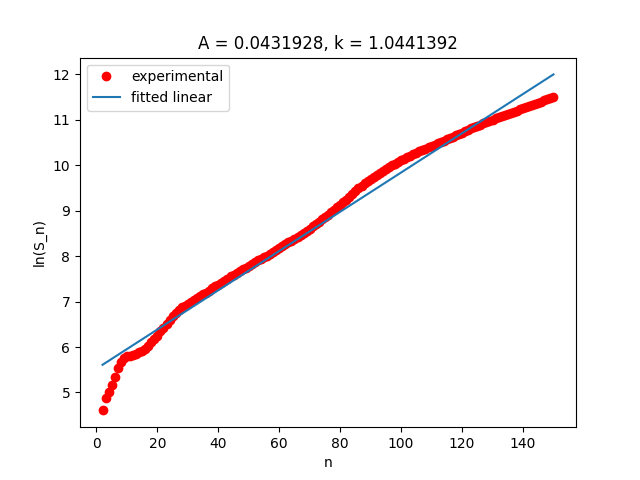 A = 0.0431928, k = 1.0441392
experimental
fitted linear
ln(S_n)
12
11
10
9
8
7
6
5
0 20 40 60 80 100 120 140
n